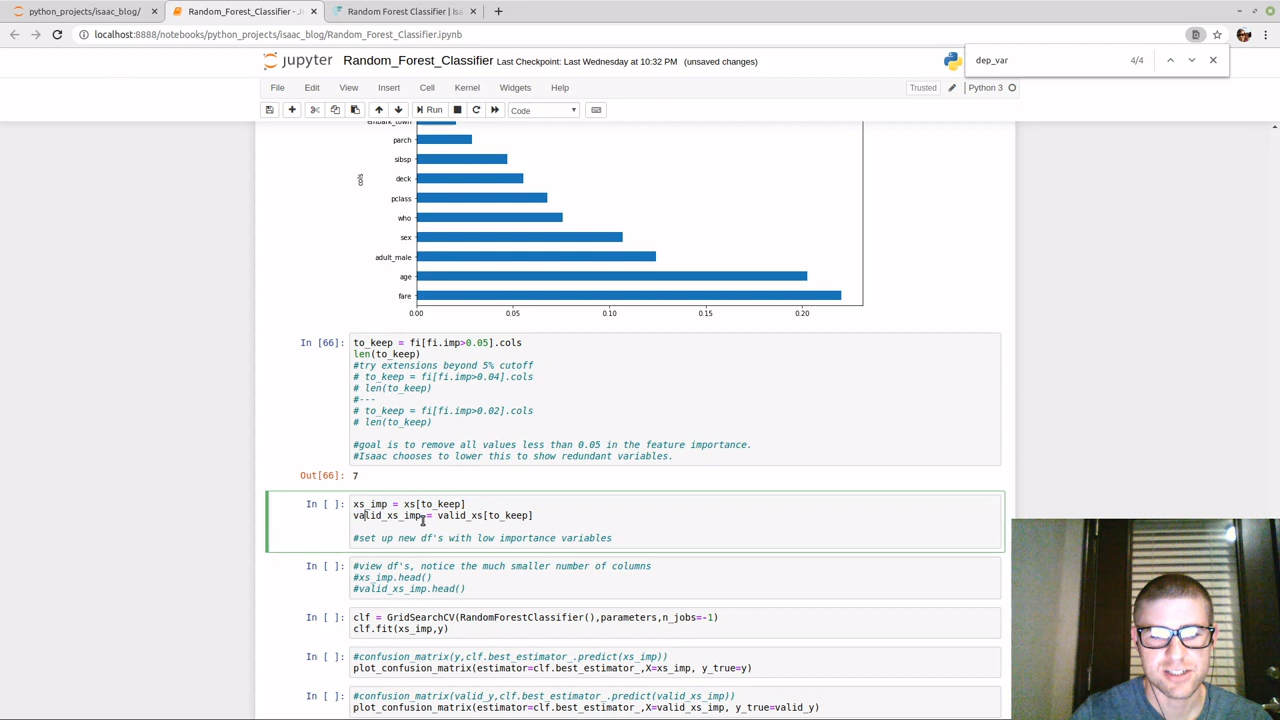 python_projects/isaac_blog/
Random_Forest_Classifier - J
Random Forest Classifier | Isa
localhost:8888/notebooks/python_projects/isaac_blog/Random_Forest_Classifier.ipynb
jupyter Random_Forest_Classifier Last Checkpoint: Last Wednesday at 10:32 PM (unsaved changes)
dep_var 4/4
File Edit View Insert Cell Kernel Widgets Help
Trusted Python 3
Run Code
embark_town
parch
sibsp
deck
pclass
who
sex
adult_male
age
fare
cols
0.00 0.05 0.10 0.15 0.20
In [66]: to_keep = fi[fi.imp>0.05].cols
len(to_keep)
#try extensions beyond 5% cutoff
# to_keep = fi[fi.imp>0.04].cols
# len(to_keep)
#---
# to_keep = fi[fi.imp>0.02].cols
# len(to_keep)
#goal is to remove all values less than 0.05 in the feature importance.
#Isaac chooses to lower this to show redundant variables.
Out[66]: 7
In [ ]: xs_imp = xs[to_keep]
valid_xs_imp = valid_xs[to_keep]
#set up new df's with low importance variables
In [ ]: #view df's, notice the much smaller number of columns
#xs_imp.head()
#valid_xs_imp.head()
In [ ]: clf = GridSearchCV(RandomForestClassifier(),parameters,n_jobs=-1)
clf.fit(xs_imp,y)
In [ ]: #confusion_matrix(y,clf.best_estimator_.predict(xs_imp))
plot_confusion_matrix(estimator=clf.best_estimator_,X=xs_imp, y_true=y)
In [ ]: #confusion_matrix(valid_y,clf.best_estimator_.predict(valid_xs_imp))
plot_confusion_matrix(estimator=clf.best_estimator_,X=valid_xs_imp, y_true=valid_y)